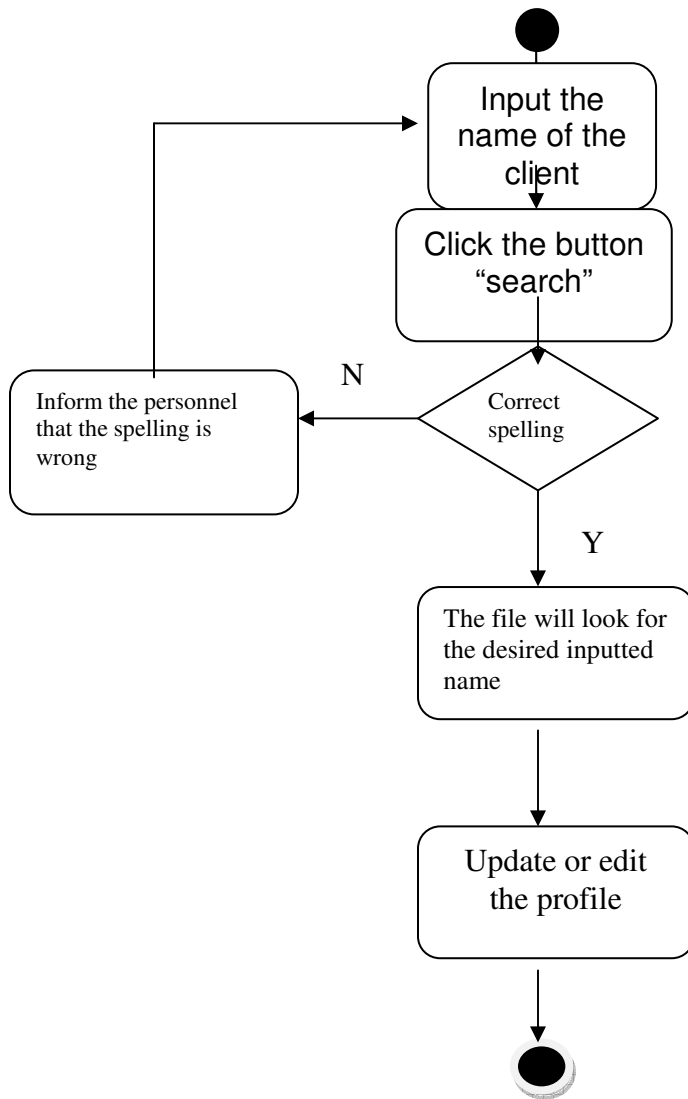 Input the
name of the
client
Click the button
“search”
N
Inform the personnel
that the spelling is
wrong
Correct
spelling
Y
The file will look for
the desired inputted
name
Update or edit
the profile